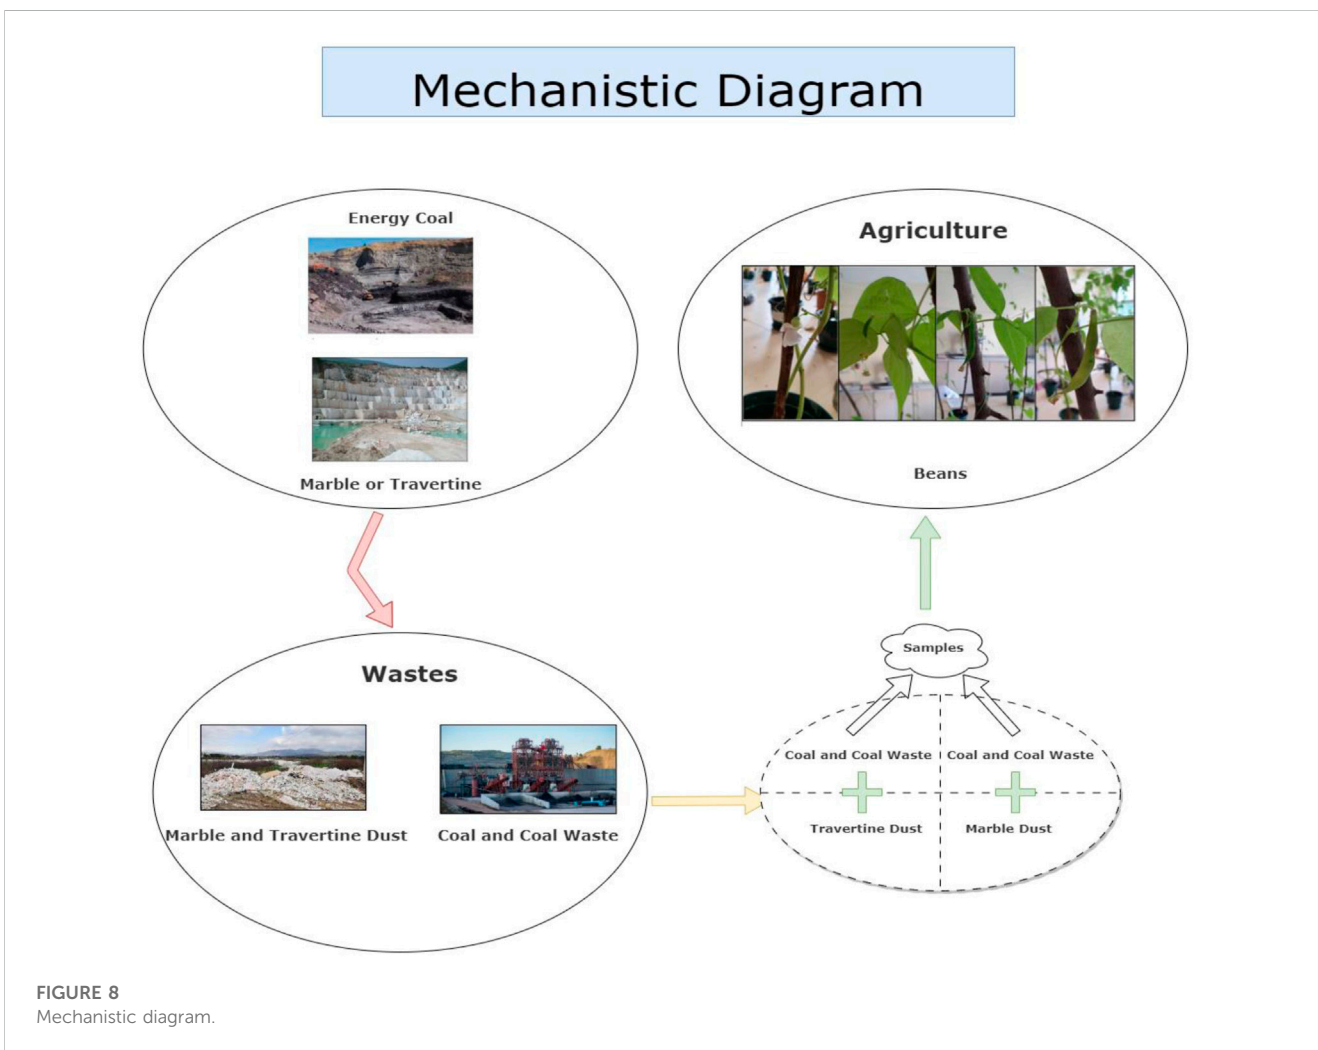 Mechanistic Diagram
Energy Coal
Marble or Travertine
Agriculture
Beans
Wastes
Marble and Travertine Dust
Coal and Coal Waste
Samples
Coal and Coal Waste
Travertine Dust
Coal and Coal Waste
Marble Dust
FIGURE 8
Mechanistic diagram.